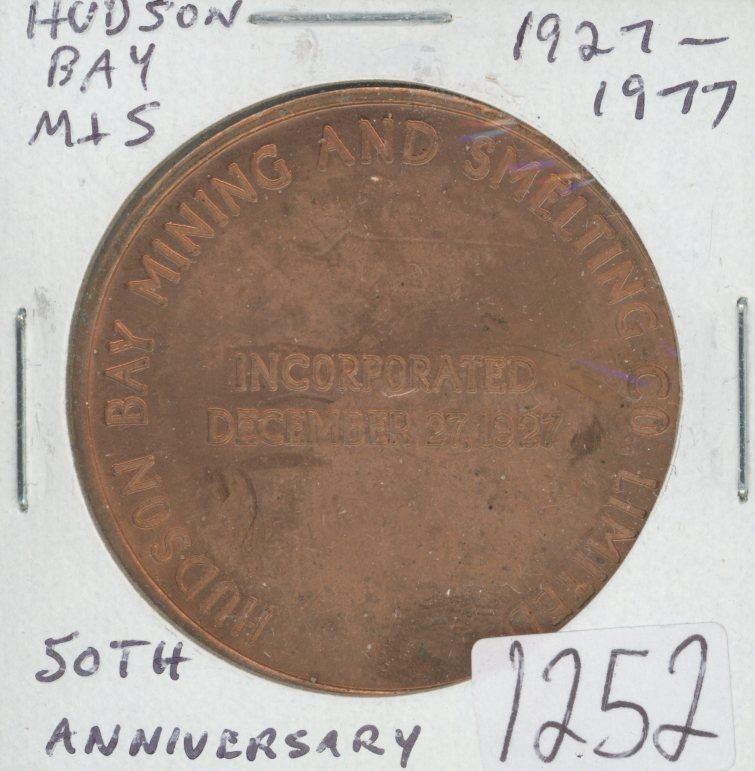 HUDSON
BAY
M+S
1927-
1977
HUDSON BAY MINING AND SMELTING CO. LIMITED
INCORPORATED
DECEMBER 27, 1927
50TH
ANNIVERSARY
1252